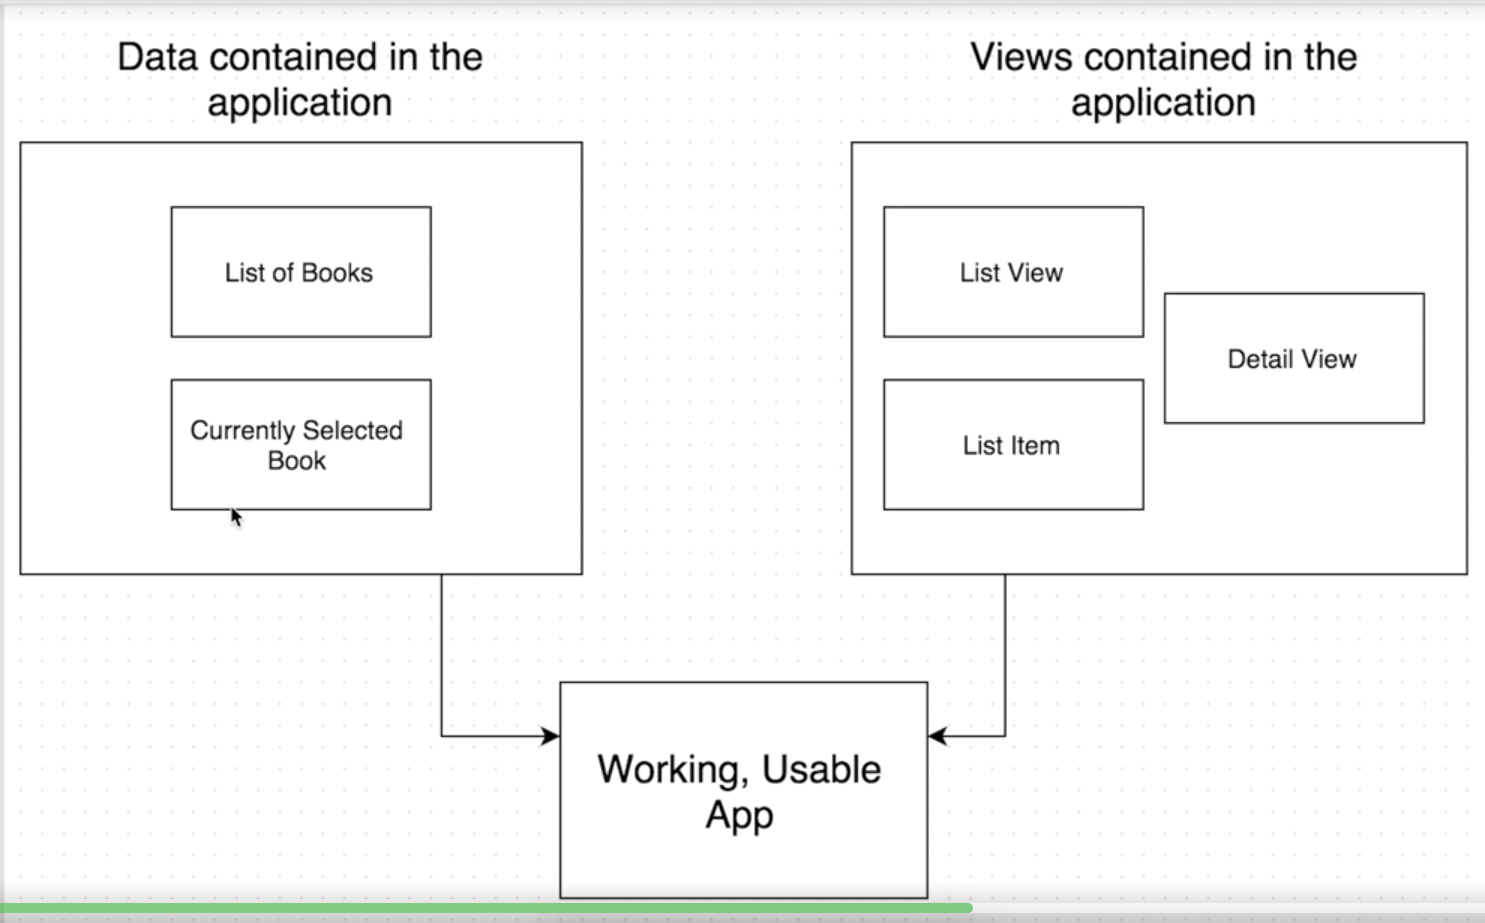 Data contained in the
application
List of Books
Currently Selected
Book
Views contained in the
application
List View
Detail View
List Item
Working, Usable
App